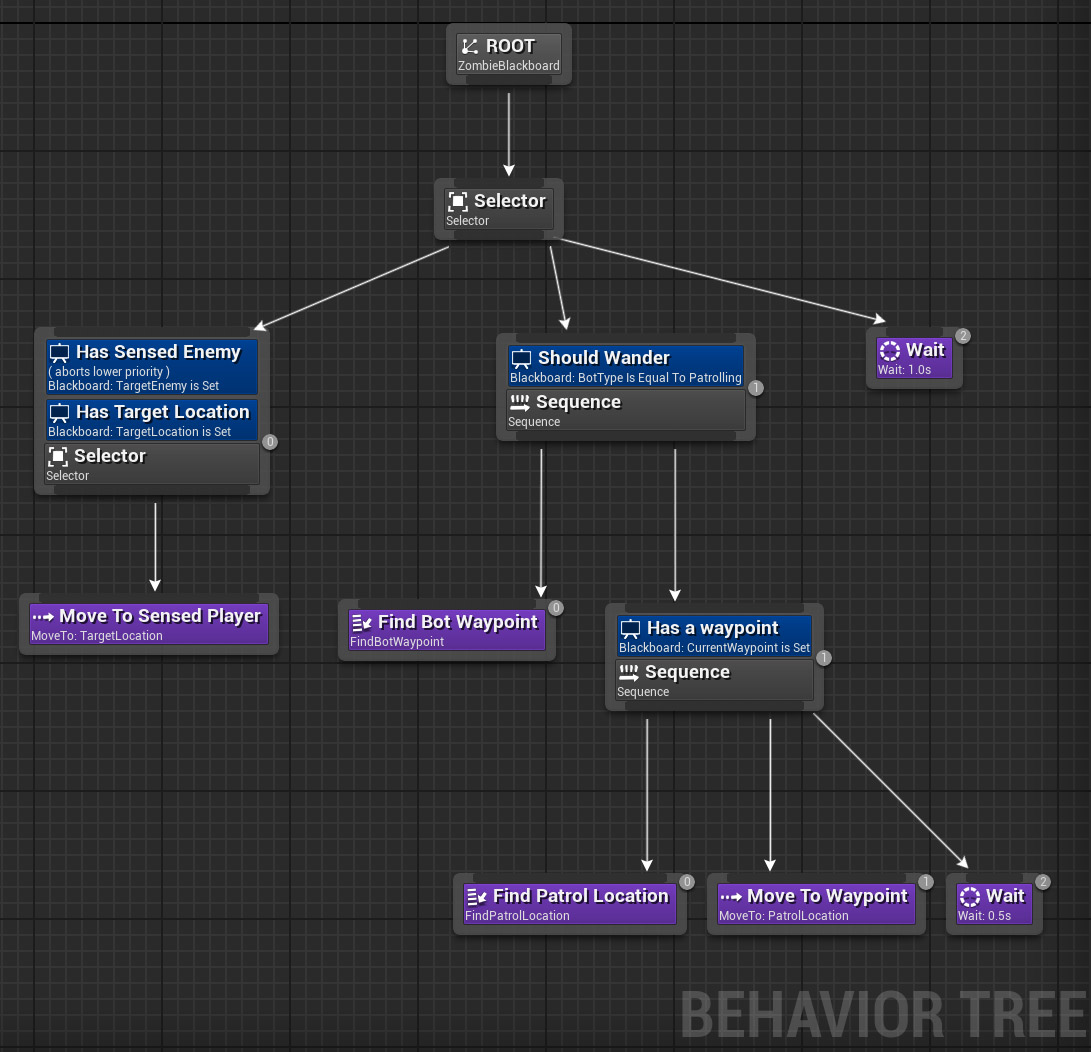 ROOT
ZombieBlackboard
Selector
Selector
Has Sensed Enemy
( aborts lower priority )
Blackboard: TargetEnemy is Set
Has Target Location
Blackboard: TargetLocation is Set
0
Selector
Selector
Should Wander
Blackboard: BotType Is Equal To Patrolling
1
Sequence
Sequence
2
Wait
Wait: 1.0s
Move To Sensed Player
MoveTo: TargetLocation
0
Find Bot Waypoint
FindBotWaypoint
Has a waypoint
Blackboard: CurrentWaypoint is Set
1
Sequence
Sequence
0
Find Patrol Location
FindPatrolLocation
1
Move To Waypoint
MoveTo: PatrolLocation
2
Wait
Wait: 0.5s
BEHAVIOR TREE